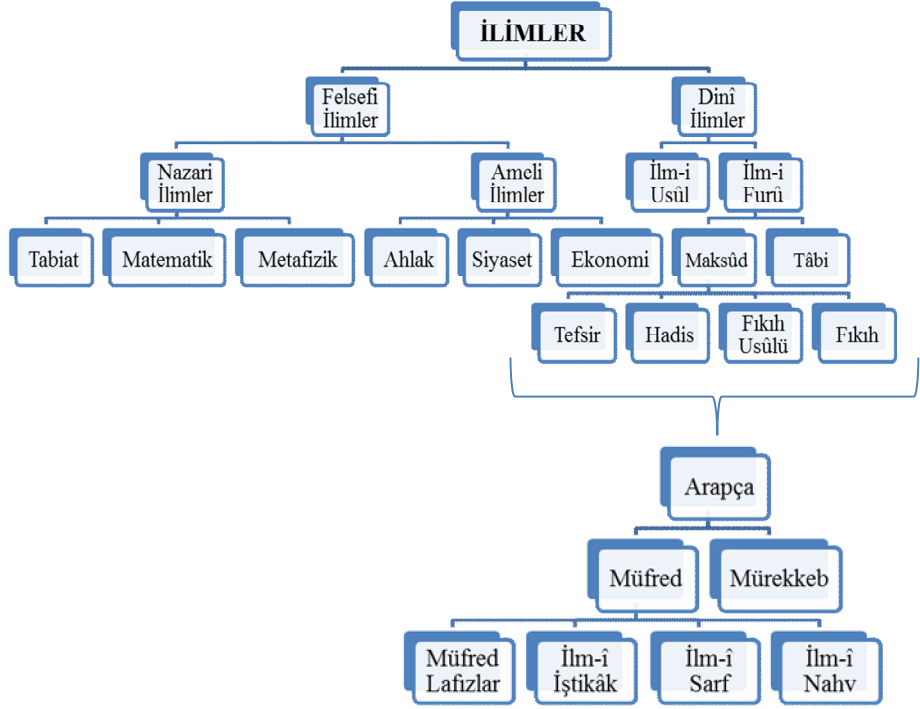 İLİMLER
Felsefi
İlimler
Dinî
İlimler
Nazari
İlimler
Ameli
İlimler
İlm-i
Usûl
İlm-i
Furû
Tabiat
Matematik
Metafizik
Ahlak
Siyaset
Ekonomi
Maksûd
Tâbi
Tefsir
Hadis
Fıkıh
Usûlü
Fıkıh
Arapça
Müfred
Mürekkeb
Müfred
Lafızlar
İlm-î
İştikâk
İlm-î
Sarf
İlm-î
Nahv